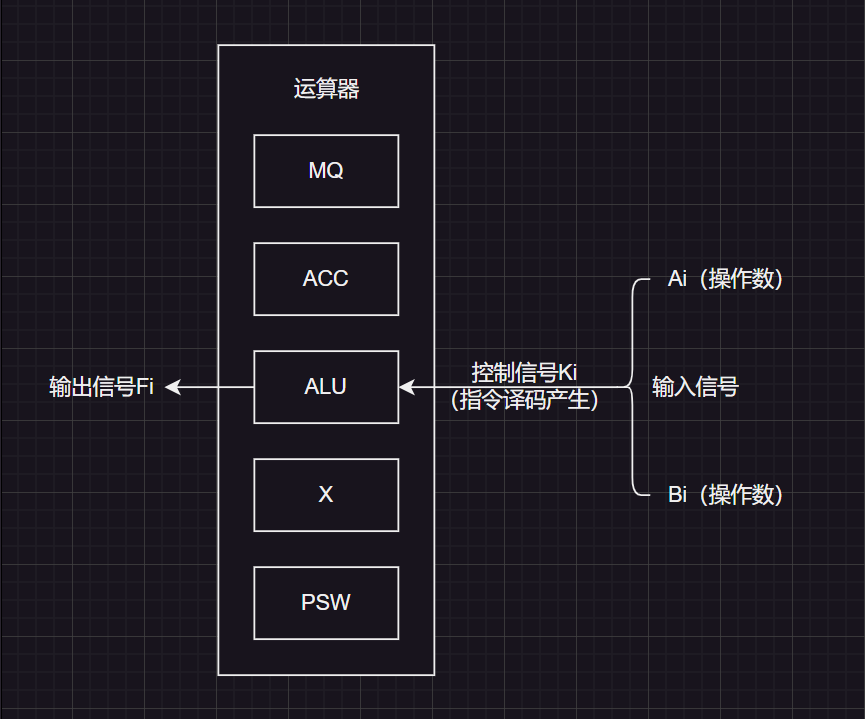 运算器
MQ
ACC
Ai（操作数）
控制信号Ki
（指令译码产生）
输出信号Fi
ALU
输入信号
X
Bi（操作数）
PSW